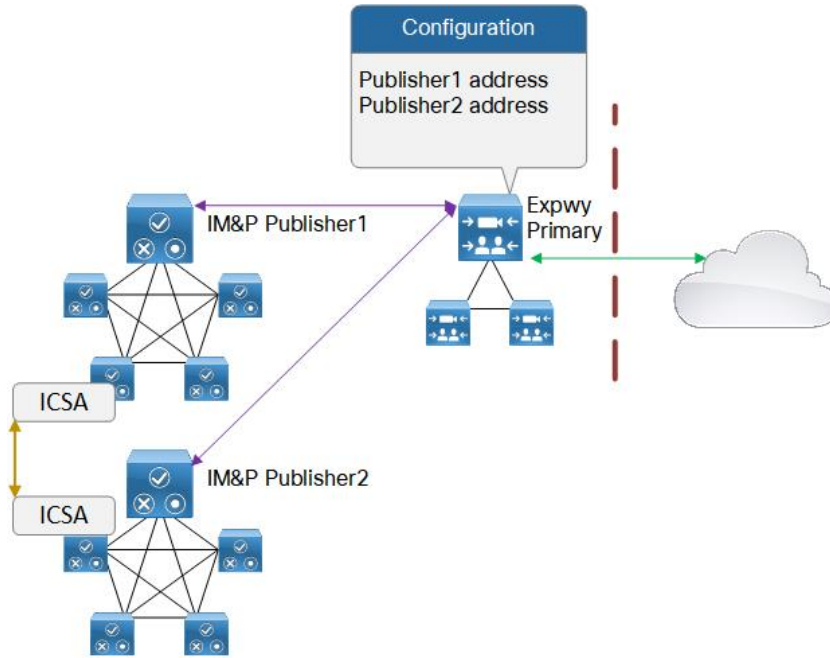 Configuration
Publisher1 address
Publisher2 address
IM&P Publisher1
Expwy
Primary
ICSA
IM&P Publisher2
ICSA